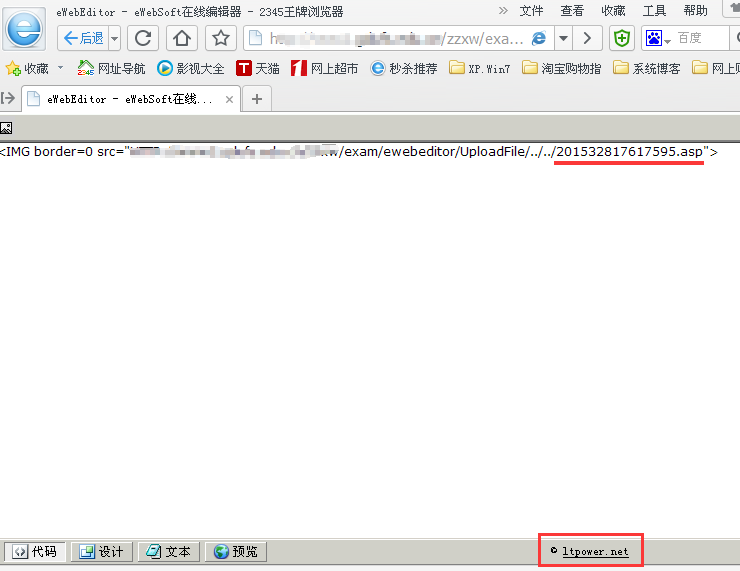 eWebEditor - eWebSoft在线编辑器 - 2345王牌浏览器
» 文件 查看 收藏 工具 帮助
后退
/zzxw/exa... 百度
收藏 网址导航 影视大全 天猫 网上超市 秒杀推荐 XP.Win7 淘宝购物指 系统博客 网上购
eWebEditor - eWebSoft在线...
<IMG border=0 src="/exam/ewebeditor/UploadFile/../../201532817617595.asp">
代码 设计 文本 预览 © ltpower.net